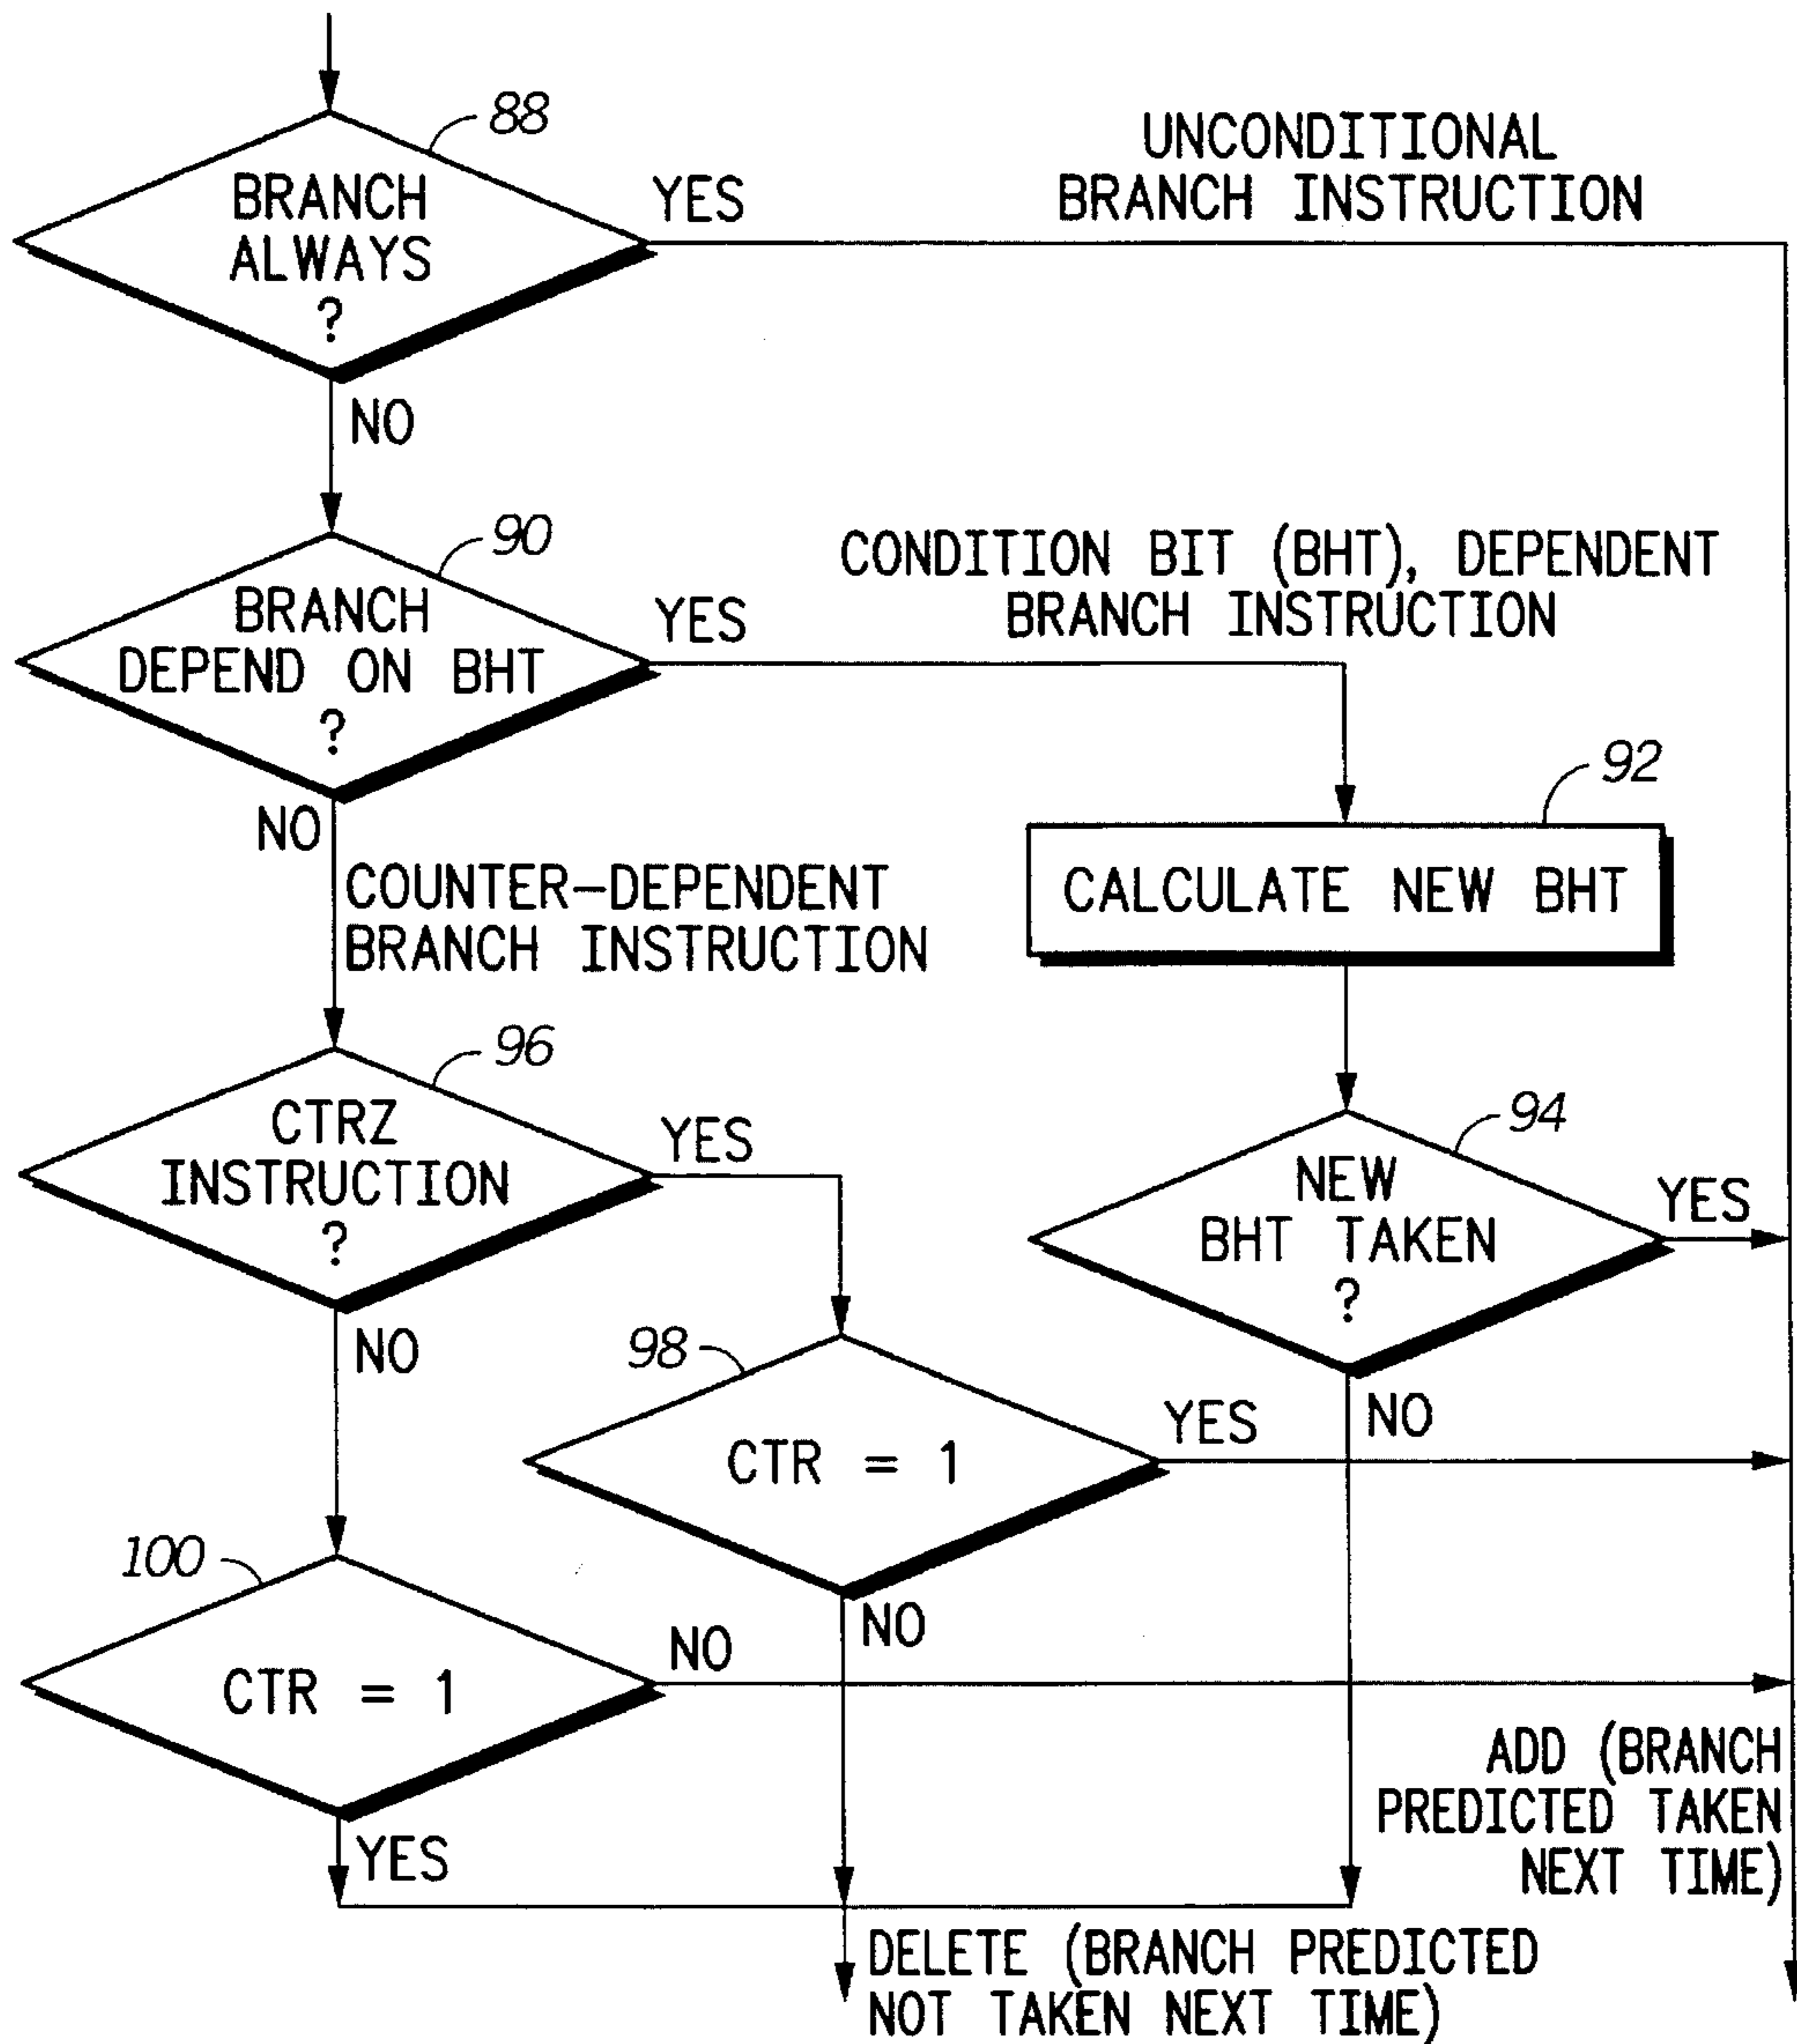 88
BRANCH
ALWAYS
?
YES
UNCONDITIONAL
BRANCH INSTRUCTION
NO
90
BRANCH
DEPEND ON BHT
?
YES
CONDITION BIT (BHT), DEPENDENT
BRANCH INSTRUCTION
NO
COUNTER-DEPENDENT
BRANCH INSTRUCTION
92
CALCULATE NEW BHT
96
CTRZ
INSTRUCTION
?
YES
NO
94
NEW
BHT TAKEN
?
YES
NO
98
CTR = 1
YES
NO
100
CTR = 1
NO
YES
ADD (BRANCH
PREDICTED TAKEN
NEXT TIME)
DELETE (BRANCH PREDICTED
NOT TAKEN NEXT TIME)